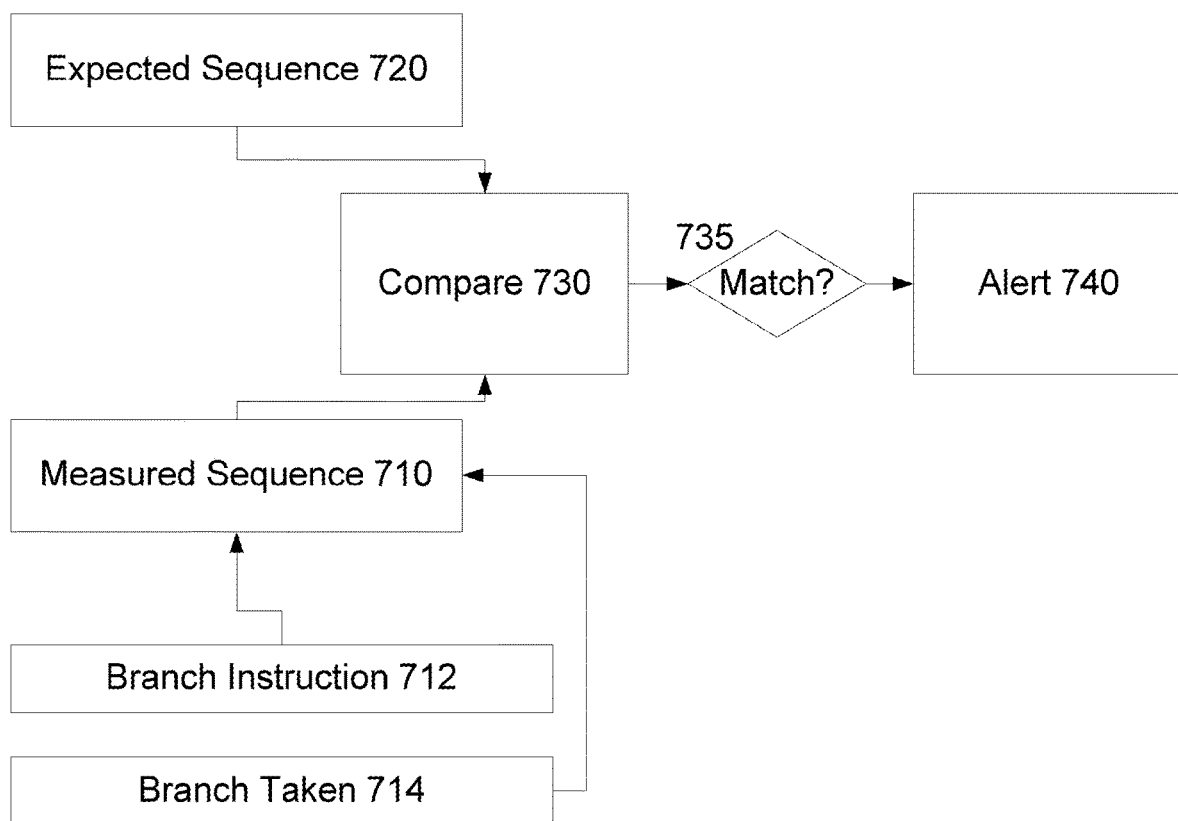 Expected Sequence 720
735
Compare 730
Match?
Alert 740
Measured Sequence 710
Branch Instruction 712
Branch Taken 714